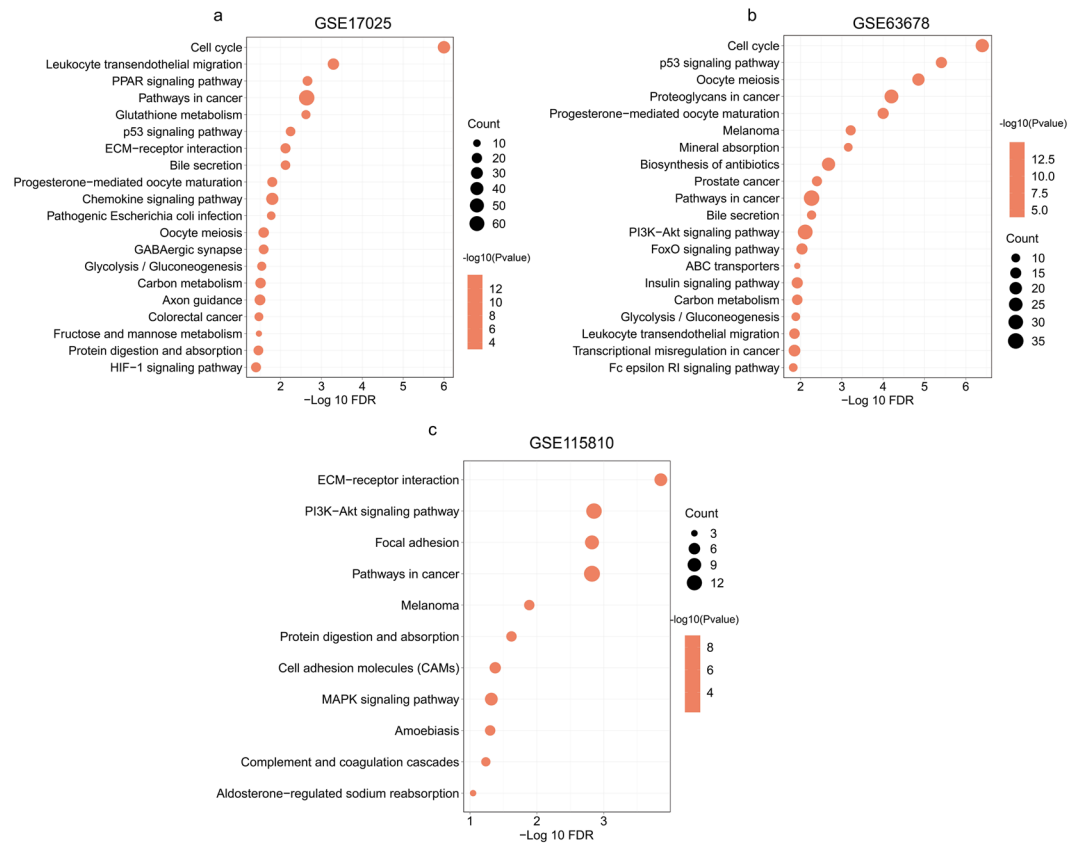 a
GSE17025
Cell cycle
Leukocyte transendothelial migration
PPAR signaling pathway
Pathways in cancer
Glutathione metabolism
p53 signaling pathway
ECM−receptor interaction
Bile secretion
Progesterone−mediated oocyte maturation
Chemokine signaling pathway
Pathogenic Escherichia coli infection
Oocyte meiosis
GABAergic synapse
Glycolysis / Gluconeogenesis
Carbon metabolism
Axon guidance
Colorectal cancer
Fructose and mannose metabolism
Protein digestion and absorption
HIF−1 signaling pathway
2 3 4 5 6
−Log 10 FDR
Count
10
20
30
40
50
60
-log10(Pvalue)
12
10
8
6
4
b
GSE63678
Cell cycle
p53 signaling pathway
Oocyte meiosis
Proteoglycans in cancer
Progesterone−mediated oocyte maturation
Melanoma
Mineral absorption
Biosynthesis of antibiotics
Prostate cancer
Pathways in cancer
Bile secretion
PI3K−Akt signaling pathway
FoxO signaling pathway
ABC transporters
Insulin signaling pathway
Carbon metabolism
Glycolysis / Gluconeogenesis
Leukocyte transendothelial migration
Transcriptional misregulation in cancer
Fc epsilon RI signaling pathway
2 3 4 5 6
−Log 10 FDR
-log10(Pvalue)
12.5
10.0
7.5
5.0
Count
10
15
20
25
30
35
c
GSE115810
ECM−receptor interaction
PI3K−Akt signaling pathway
Focal adhesion
Pathways in cancer
Melanoma
Protein digestion and absorption
Cell adhesion molecules (CAMs)
MAPK signaling pathway
Amoebiasis
Complement and coagulation cascades
Aldosterone−regulated sodium reabsorption
1 2 3
−Log 10 FDR
Count
3
6
9
12
-log10(Pvalue)
8
6
4